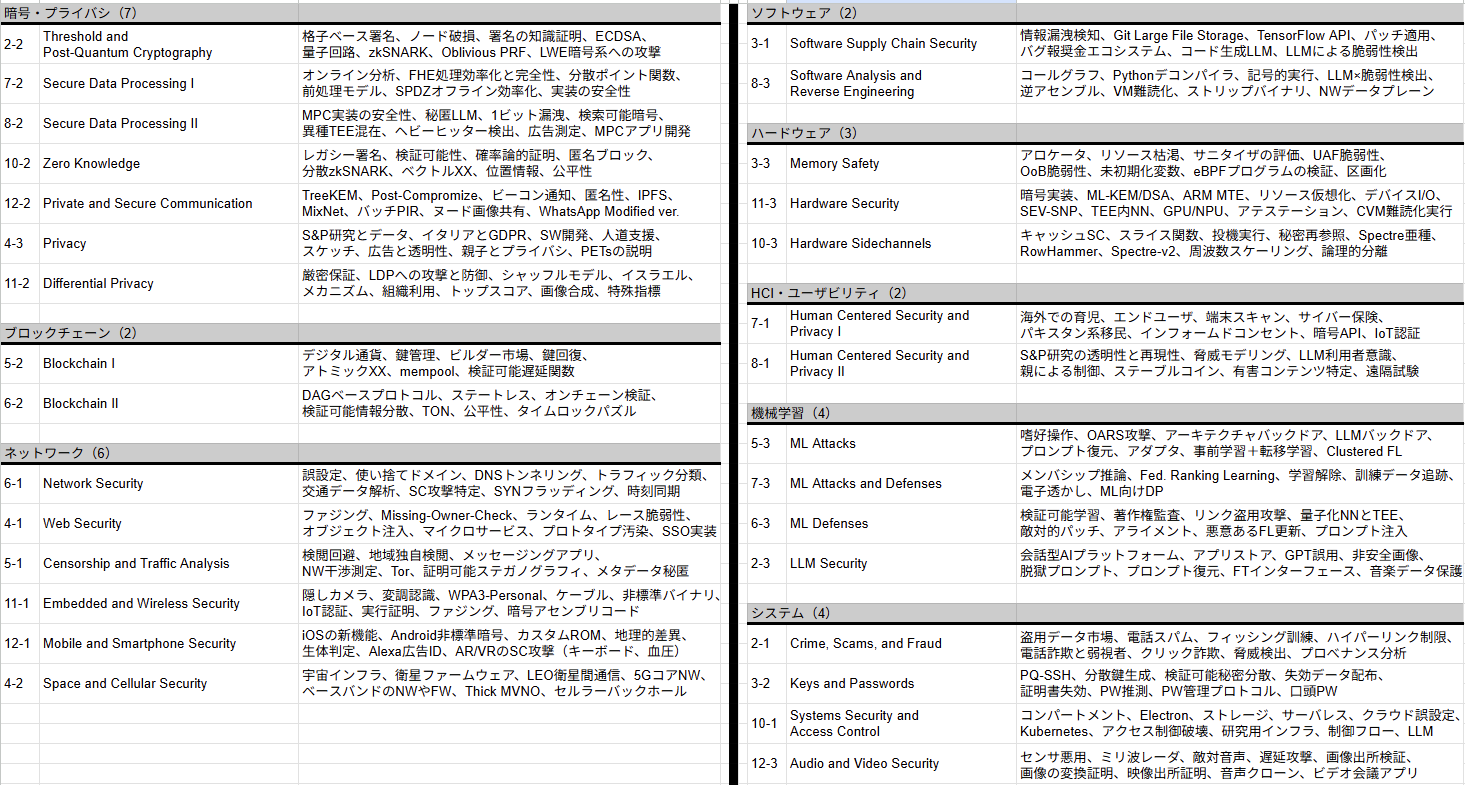 暗号・プライバシ（7）
2-2 Threshold and Post-Quantum Cryptography
格子ベース署名、ノード破損、署名の知識証明、ECDSA、
量子回路、zkSNARK、Oblivious PRF、LWE暗号系への攻撃
7-2 Secure Data Processing I
オンライン分析、FHE処理効率化と完全性、分散ポイント関数、
前処理モデル、SPDZオフライン効率化、実装の安全性
8-2 Secure Data Processing II
MPC実装の安全性、秘匿LLM、1ビット漏洩、検索可能暗号、
異種TEE混在、ヘビーヒッター検出、広告測定、MPCアプリ開発
10-2 Zero Knowledge
レガシー署名、検証可能性、確率論的証明、匿名ブロック、
分散zkSNARK、ベクトルXX、位置情報、公平性
12-2 Private and Secure Communication
TreeKEM、Post-Compromize、ビーコン通知、匿名性、IPFS、
MixNet、バッチPIR、ヌード画像共有、WhatsApp Modified ver.
4-3 Privacy
S&P研究とデータ、イタリアとGDPR、SW開発、人道支援、
スケッチ、広告と透明性、親子とプライバシ、PETsの説明
11-2 Differential Privacy
厳密保証、LDPへの攻撃と防御、シャッフルモデル、イスラエル、
メカニズム、組織利用、トップスコア、画像合成、特殊指標
ブロックチェーン（2）
5-2 Blockchain I
デジタル通貨、鍵管理、ビルダー市場、鍵回復、
アトミックXX、mempool、検証可能遅延関数
6-2 Blockchain II
DAGベースプロトコル、ステートレス、オンチェーン検証、
検証可能情報分散、TON、公平性、タイムロックパズル
ネットワーク（6）
6-1 Network Security
誤設定、使い捨てドメイン、DNSトンネリング、トラフィック分類、
交通データ解析、SC攻撃特定、SYNフラッディング、時刻同期
4-1 Web Security
ファジング、Missing-Owner-Check、ランタイム、レース脆弱性、
オブジェクト注入、マイクロサービス、プロトタイプ汚染、SSO実装
5-1 Censorship and Traffic Analysis
検閲回避、地域独自検閲、メッセージングアプリ、
NW干渉測定、Tor、証明可能ステガノグラフィ、メタデータ秘匿
11-1 Embedded and Wireless Security
隠しカメラ、変調認識、WPA3-Personal、ケーブル、非標準バイナリ、
IoT認証、実行証明、ファジング、暗号アセンブリコード
12-1 Mobile and Smartphone Security
iOSの新機能、Android非標準暗号、カスタムROM、地理的差異、
生体判定、Alexa広告ID、AR/VRのSC攻撃（キーボード、血圧）
4-2 Space and Cellular Security
宇宙インフラ、衛星ファームウェア、LEO衛星間通信、5GコアNW、
ベースバンドのNWやFW、Thick MVNO、セルラーバックホール
ソフトウェア（2）
3-1 Software Supply Chain Security
情報漏洩検知、Git Large File Storage、TensorFlow API、パッチ適用、
バグ報奨金エコシステム、コード生成LLM、LLMによる脆弱性検出
8-3 Software Analysis and Reverse Engineering
コールグラフ、Pythonデコンパイラ、記号的実行、LLM×脆弱性検出、
逆アセンブル、VM難読化、ストリップバイナリ、NWデータプレーン
ハードウェア（3）
3-3 Memory Safety
アロケータ、リソース枯渇、サニタイザの評価、UAF脆弱性、
OoB脆弱性、未初期化変数、eBPFプログラムの検証、区画化
11-3 Hardware Security
暗号実装、ML-KEM/DSA、ARM MTE、リソース仮想化、デバイスI/O、
SEV-SNP、TEE内NN、GPU/NPU、アテステーション、CVM難読化実行
10-3 Hardware Sidechannels
キャッシュSC、スライス関数、投機実行、秘密再参照、Spectre亜種、
RowHammer、Spectre-v2、周波数スケーリング、論理的分離
HCI・ユーザビリティ（2）
7-1 Human Centered Security and Privacy I
海外での育児、エンドユーザ、端末スキャン、サイバー保険、
パキスタン系移民、インフォームドコンセント、暗号API、IoT認証
8-1 Human Centered Security and Privacy II
S&P研究の透明性と再現性、脅威モデリング、LLM利用者意識、
親による制御、ステーブルコイン、有害コンテンツ特定、遠隔試験
機械学習（4）
5-3 ML Attacks
嗜好操作、OARS攻撃、アーキテクチャバックドア、LLMバックドア、
プロンプト復元、アダプタ、事前学習＋転移学習、Clustered FL
7-3 ML Attacks and Defenses
メンバシップ推論、Fed. Ranking Learning、学習解除、訓練データ追跡、
電子透かし、ML向けDP
6-3 ML Defenses
検証可能学習、著作権監査、リンク盗用攻撃、量子化NNとTEE、
敵対的パッチ、アライメント、悪意あるFL更新、プロンプト注入
2-3 LLM Security
会話型AIプラットフォーム、アプリストア、GPT誤用、非安全画像、
脱獄プロンプト、プロンプト復元、FTインターフェース、音楽データ保護
システム（4）
2-1 Crime, Scams, and Fraud
盗用データ市場、電話スパム、フィッシング訓練、ハイパーリンク制限、
電話詐欺と弱視者、クリック詐欺、脅威検出、プロベナンス分析
3-2 Keys and Passwords
PQ-SSH、分散鍵生成、検証可能秘密分散、失効データ配布、
証明書失効、PW推測、PW管理プロトコル、口頭PW
10-1 Systems Security and Access Control
コンパートメント、Electron、ストレージ、サーバレス、クラウド誤設定、
Kubernetes、アクセス制御破壊、研究用インフラ、制御フロー、LLM
12-3 Audio and Video Security
センサ悪用、ミリ波レーダ、敵対音声、遅延攻撃、画像出所検証、
画像の変換証明、映像出所証明、音声クローン、ビデオ会議アプリ